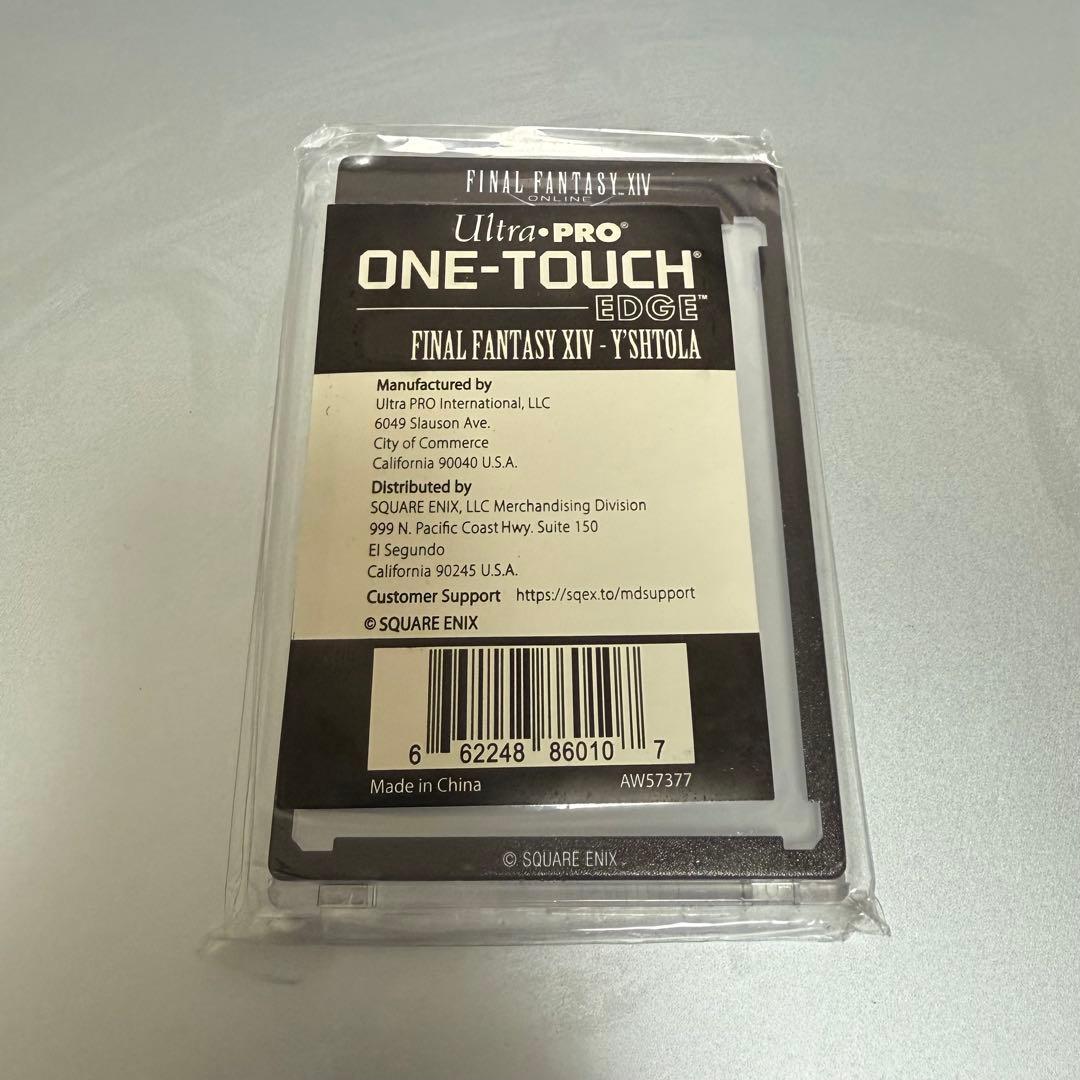 FINAL FANTASY™ XIV
ONLINE
Ultra•PRO®
ONE-TOUCH®
EDGE™
FINAL FANTASY XIV - Y'SHTOLA
Manufactured by
Ultra PRO International, LLC
6049 Slauson Ave.
City of Commerce
California 90040 U.S.A.
Distributed by
SQUARE ENIX, LLC Merchandising Division
999 N. Pacific Coast Hwy. Suite 150
El Segundo
California 90245 U.S.A.
Customer Support https://sqex.to/mdsupport
© SQUARE ENIX
6 62248 86010 7
Made in China AW57377
© SQUARE ENIX